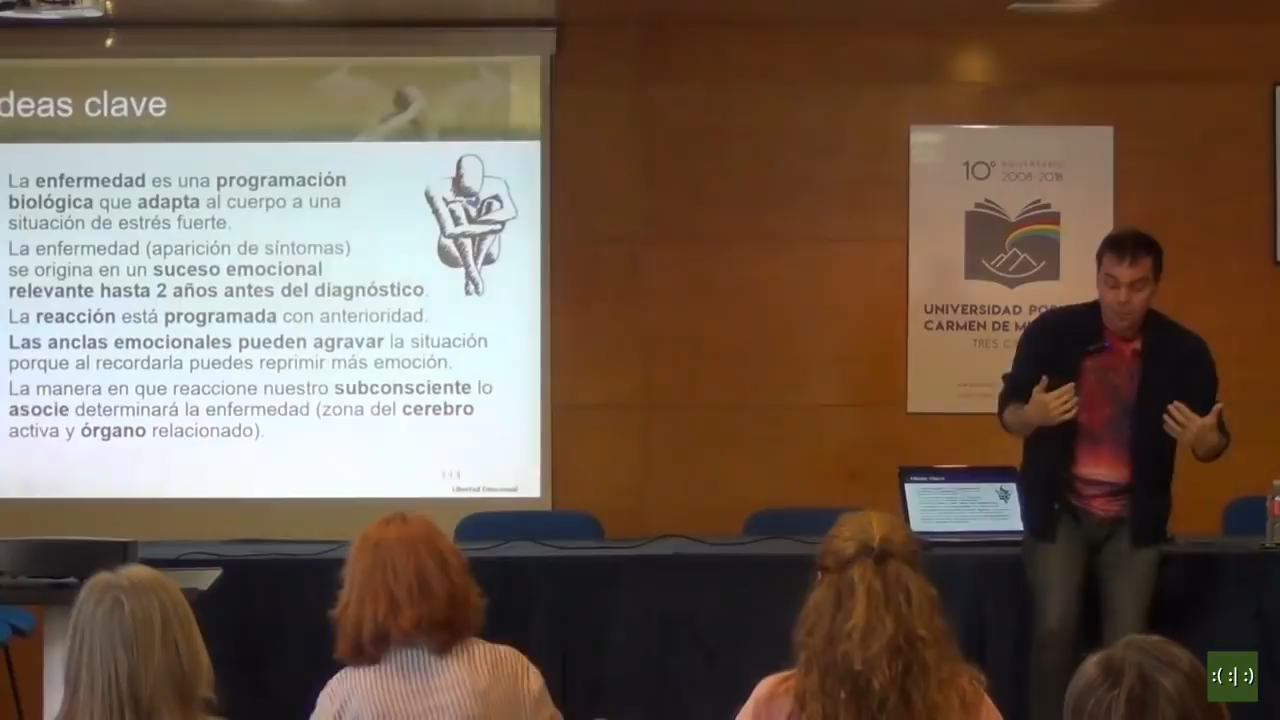 deas clave
La enfermedad es una programación
biológica que adapta al cuerpo a una
situación de estrés fuerte.
La enfermedad (aparición de síntomas)
se origina en un suceso emocional
relevante hasta 2 años antes del diagnóstico.
La reacción está programada con anterioridad.
Las anclas emocionales pueden agravar la situación
porque al recordarla puedes reprimir más emoción.
La manera en que reaccione nuestro subconsciente lo
asocie determinará la enfermedad (zona del cerebro
activa y órgano relacionado).
Libertad Emocional
10º ANIVERSARIO
2008-2018
UNIVERSIDAD POP
CARMEN DE MI
TRES C
:( :| :)